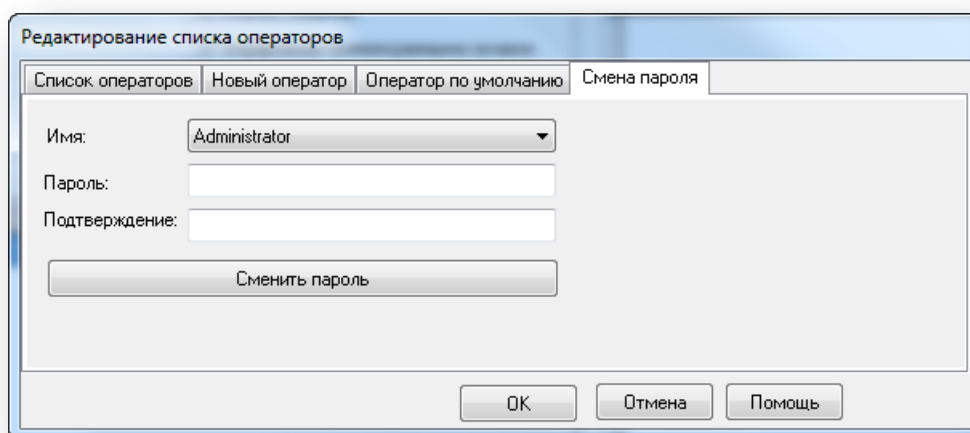 Редактирование списка операторов
Список операторов Новый оператор Оператор по умолчанию Смена пароля
Имя: Administrator
Пароль:
Подтверждение:
Сменить пароль
OK Отмена Помощь